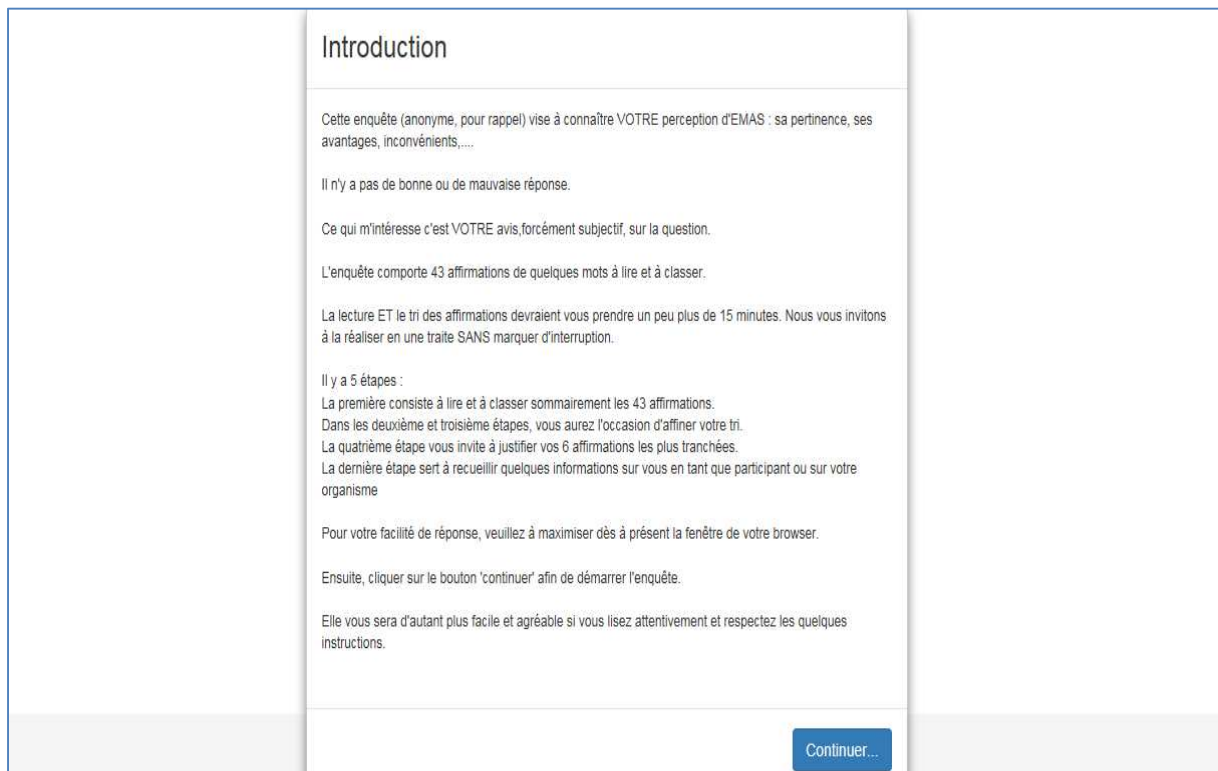 Introduction
Cette enquête (anonyme, pour rappel) vise à connaître VOTRE perception d'EMAS : sa pertinence, ses
avantages, inconvénients,....
Il n'y a pas de bonne ou de mauvaise réponse.
Ce qui m'intéresse c'est VOTRE avis,forcément subjectif, sur la question.
L'enquête comporte 43 affirmations de quelques mots à lire et à classer.
La lecture ET le tri des affirmations devraient vous prendre un peu plus de 15 minutes. Nous vous invitons
à la réaliser en une traite SANS marquer d'interruption.
Il y a 5 étapes :
La première consiste à lire et à classer sommairement les 43 affirmations.
Dans les deuxième et troisième étapes, vous aurez l'occasion d'affiner votre tri.
La quatrième étape vous invite à justifier vos 6 affirmations les plus tranchées.
La dernière étape sert à recueillir quelques informations sur vous en tant que participant ou sur votre
organisme
Pour votre facilité de réponse, veuillez à maximiser dès à présent la fenêtre de votre browser.
Ensuite, cliquer sur le bouton 'continuer' afin de démarrer l'enquête.
Elle vous sera d'autant plus facile et agréable si vous lisez attentivement et respectez les quelques
instructions.
Continuer...